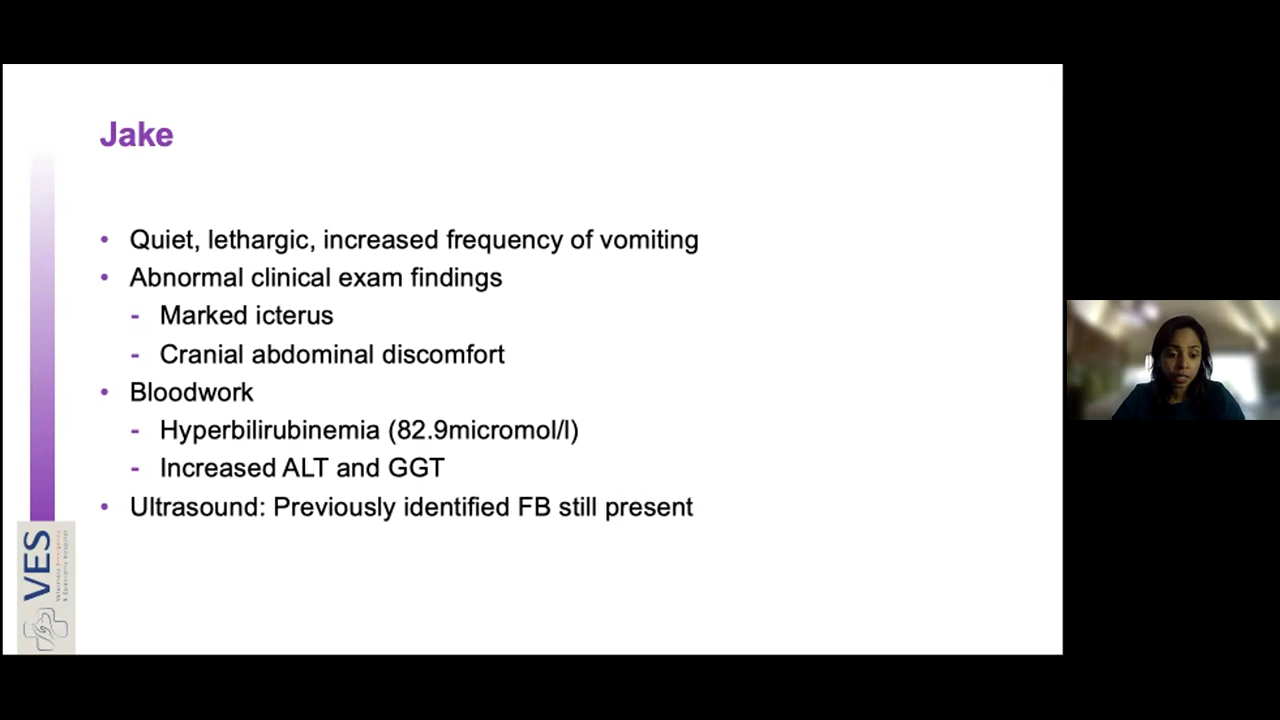 Jake
• Quiet, lethargic, increased frequency of vomiting
• Abnormal clinical exam findings
- Marked icterus
- Cranial abdominal discomfort
• Bloodwork
- Hyperbilirubinemia (82.9micromol/l)
- Increased ALT and GGT
• Ultrasound: Previously identified FB still present
VES